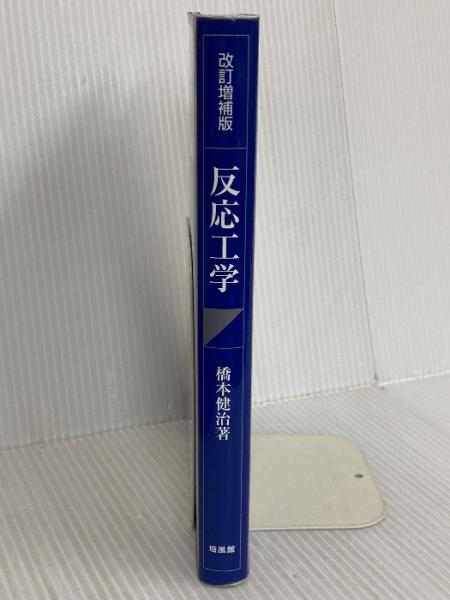 改訂増補版
反応工学
橋本健治著
培風館